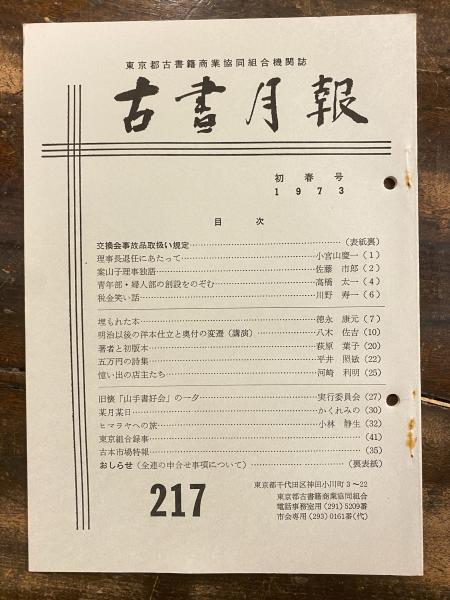 東京都古書籍商業協同組合機関誌
古書月報
初春号
1973
目次
交換会事故品取扱い規定……………………(表紙裏)
理事長退任にあたって……………………小宮山慶一(1)
案山子理事独語……………………佐藤 市郎(2)
青年部・婦人部の創設をのぞむ……………………高橋 太一(4)
税金笑い話……………………川野 寿一(6)
埋もれた本……………………徳永 康元(7)
明治以後の洋本仕立と奥付の変遷(講演)……………………八木 佐吉(10)
著者と初版本……………………萩原 葉子(20)
五万円の詩集……………………平井 照敏(22)
憶い出の店主たち……………………河崎 利明(25)
旧懐「山手書好会」の一夕……………………実行委員会(27)
某月某日……………………かくれみの(30)
ヒマラヤへの旅……………………小林 静生(32)
東京組合録事……………………(41)
古本市場特報……………………(35)
おしらせ(全連の申合せ事項について)……………………(裏表紙)
217
東京都千代田区神田小川町3〜22
東京都古書籍商業協同組合
電話事務室用(291)5209番
市会専用(293)0161番(代)